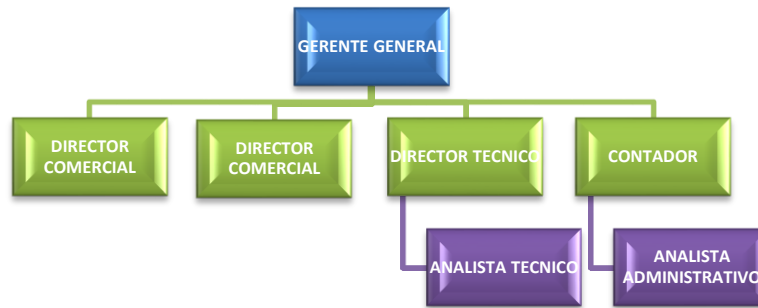 GERENTE GENERAL
DIRECTOR
COMERCIAL
DIRECTOR
COMERCIAL
DIRECTOR TECNICO
CONTADOR
ANALISTA TECNICO
ANALISTA
ADMINISTRATIVO